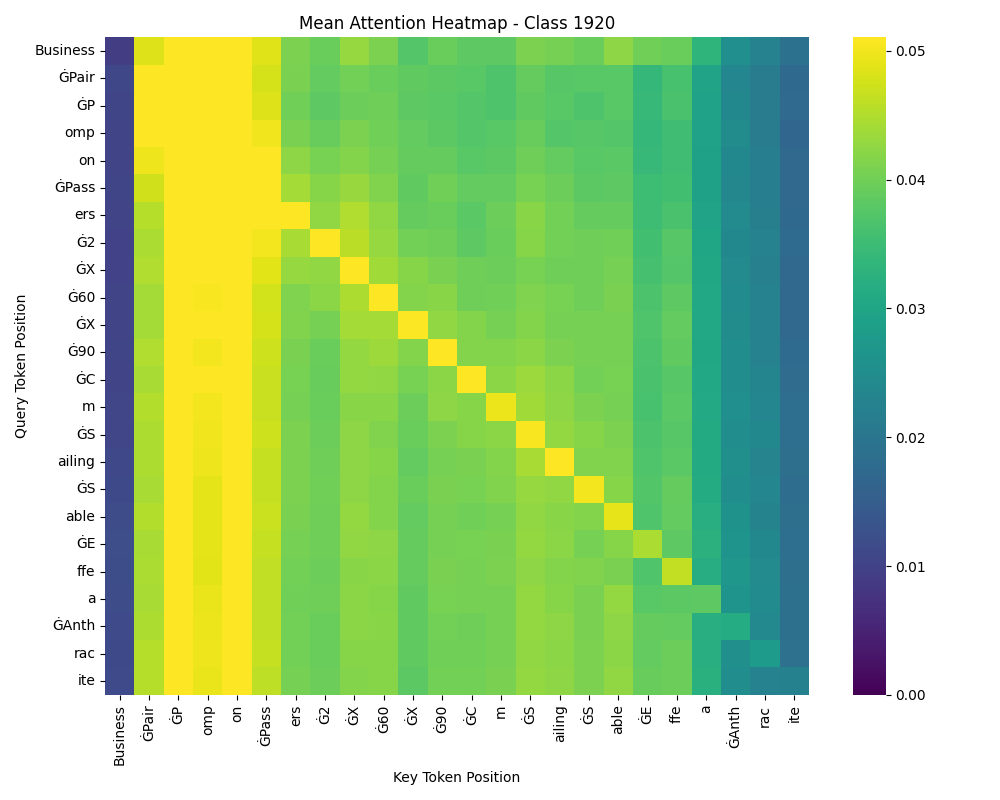 Mean Attention Heatmap - Class 1920
Query Token Position
Business
ĠPair
ĠP
omp
on
ĠPass
ers
Ġ2
ĠX
Ġ60
ĠX
Ġ90
ĠC
m
ĠS
ailing
ĠS
able
ĠE
ffe
a
ĠAnth
rac
ite
Business
ĠPair
ĠP
omp
on
ĠPass
ers
Ġ2
ĠX
Ġ60
ĠX
Ġ90
ĠC
m
ĠS
ailing
ĠS
able
ĠE
ffe
a
ĠAnth
rac
ite
Key Token Position
0.05
0.04
0.03
0.02
0.01
0.00